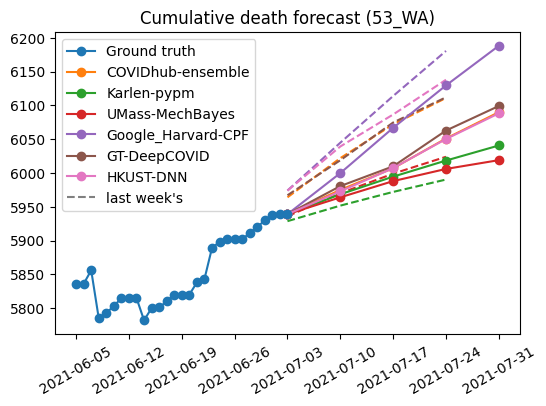 Cumulative death forecast (53_WA)
6200
6150
6100
6050
6000
5950
5900
5850
5800
Ground truth
COVIDhub-ensemble
Karlen-pypm
UMass-MechBayes
Google_Harvard-CPF
GT-DeepCOVID
HKUST-DNN
last week's
2021-06-05
2021-06-12
2021-06-19
2021-06-26
2021-07-03
2021-07-10
2021-07-17
2021-07-24
2021-07-31